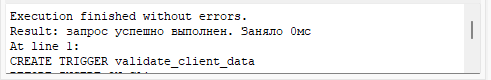 Execution finished without errors.
Result: запрос успешно выполнен. Заняло 0мс
At line 1:
CREATE TRIGGER validate_client_data